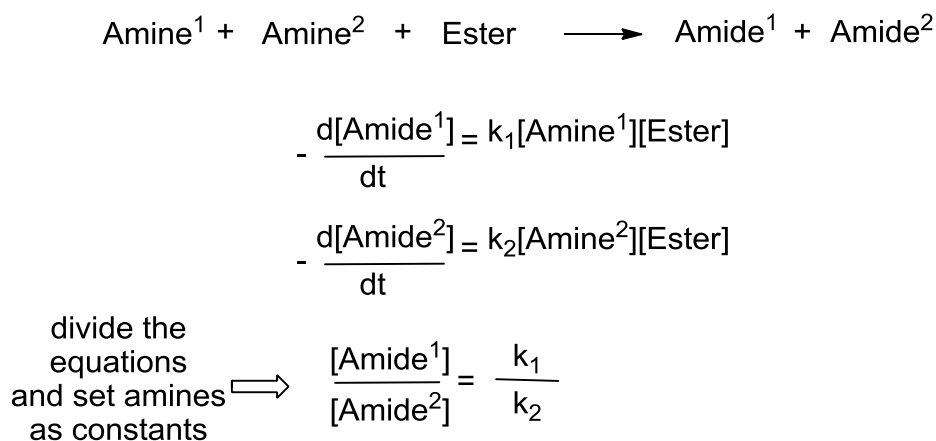 Amine¹ + Amine² + Ester ⟶ Amide¹ + Amide²
- d[Amide¹]/dt = k₁[Amine¹][Ester]
- d[Amide²]/dt = k₂[Amine²][Ester]
divide the
equations
and set amines
as constants
⇒ [Amide¹]/[Amide²] = k₁/k₂